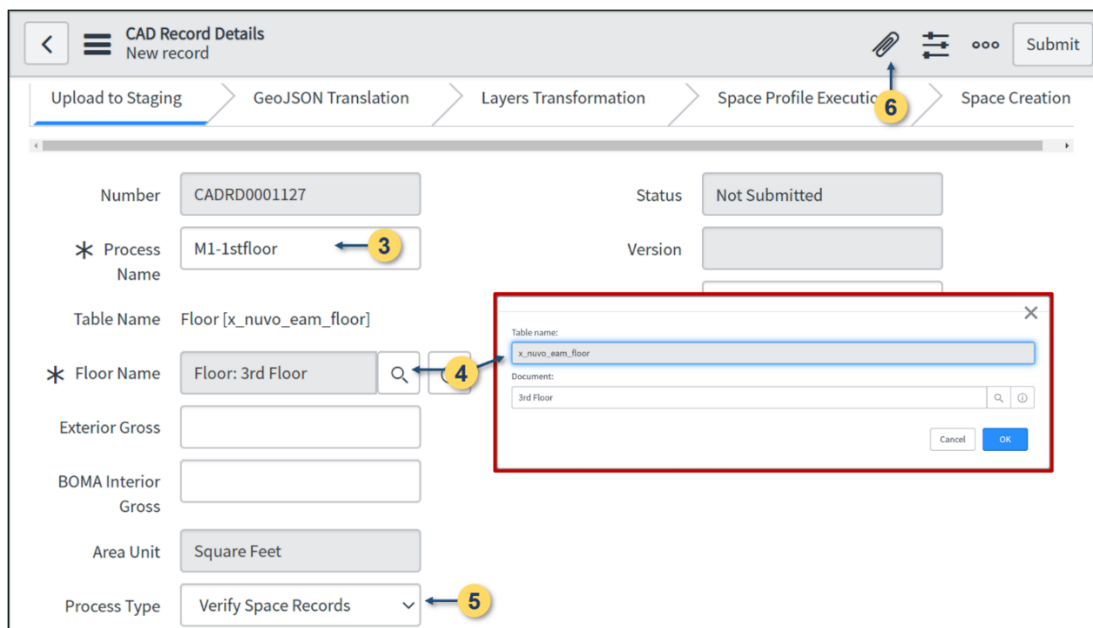 CAD Record Details
New record
ooo
Submit
6
Upload to Staging
GeoJSON Translation
Layers Transformation
Space Profile
Space Creation
Number
CADRD0001127
Status
Not Submitted
* Process
Name
M1-1stfloor
3
Version
Table Name
Floor [x_nuvo_eam_floor]
* Floor Name
Floor: 3rd Floor
4
Table name:
x_nuvo_eam_floor
Document:
3rd Floor
Cancel
OK
Exterior Gross
BOMA Interior
Gross
Area Unit
Square Feet
Process Type
Verify Space Records
5